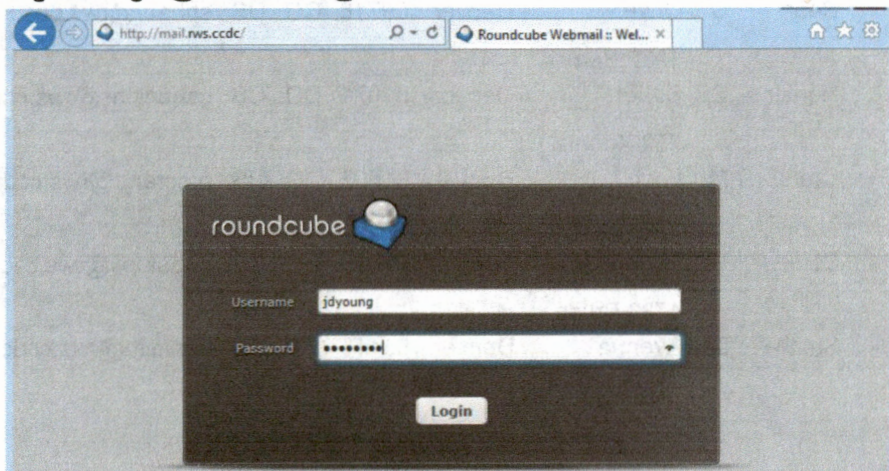 http://mail.rws.ccdc/
Roundcube Webmail :: Wel...
roundcube
Username jdyoung
Password ••••••••
Login